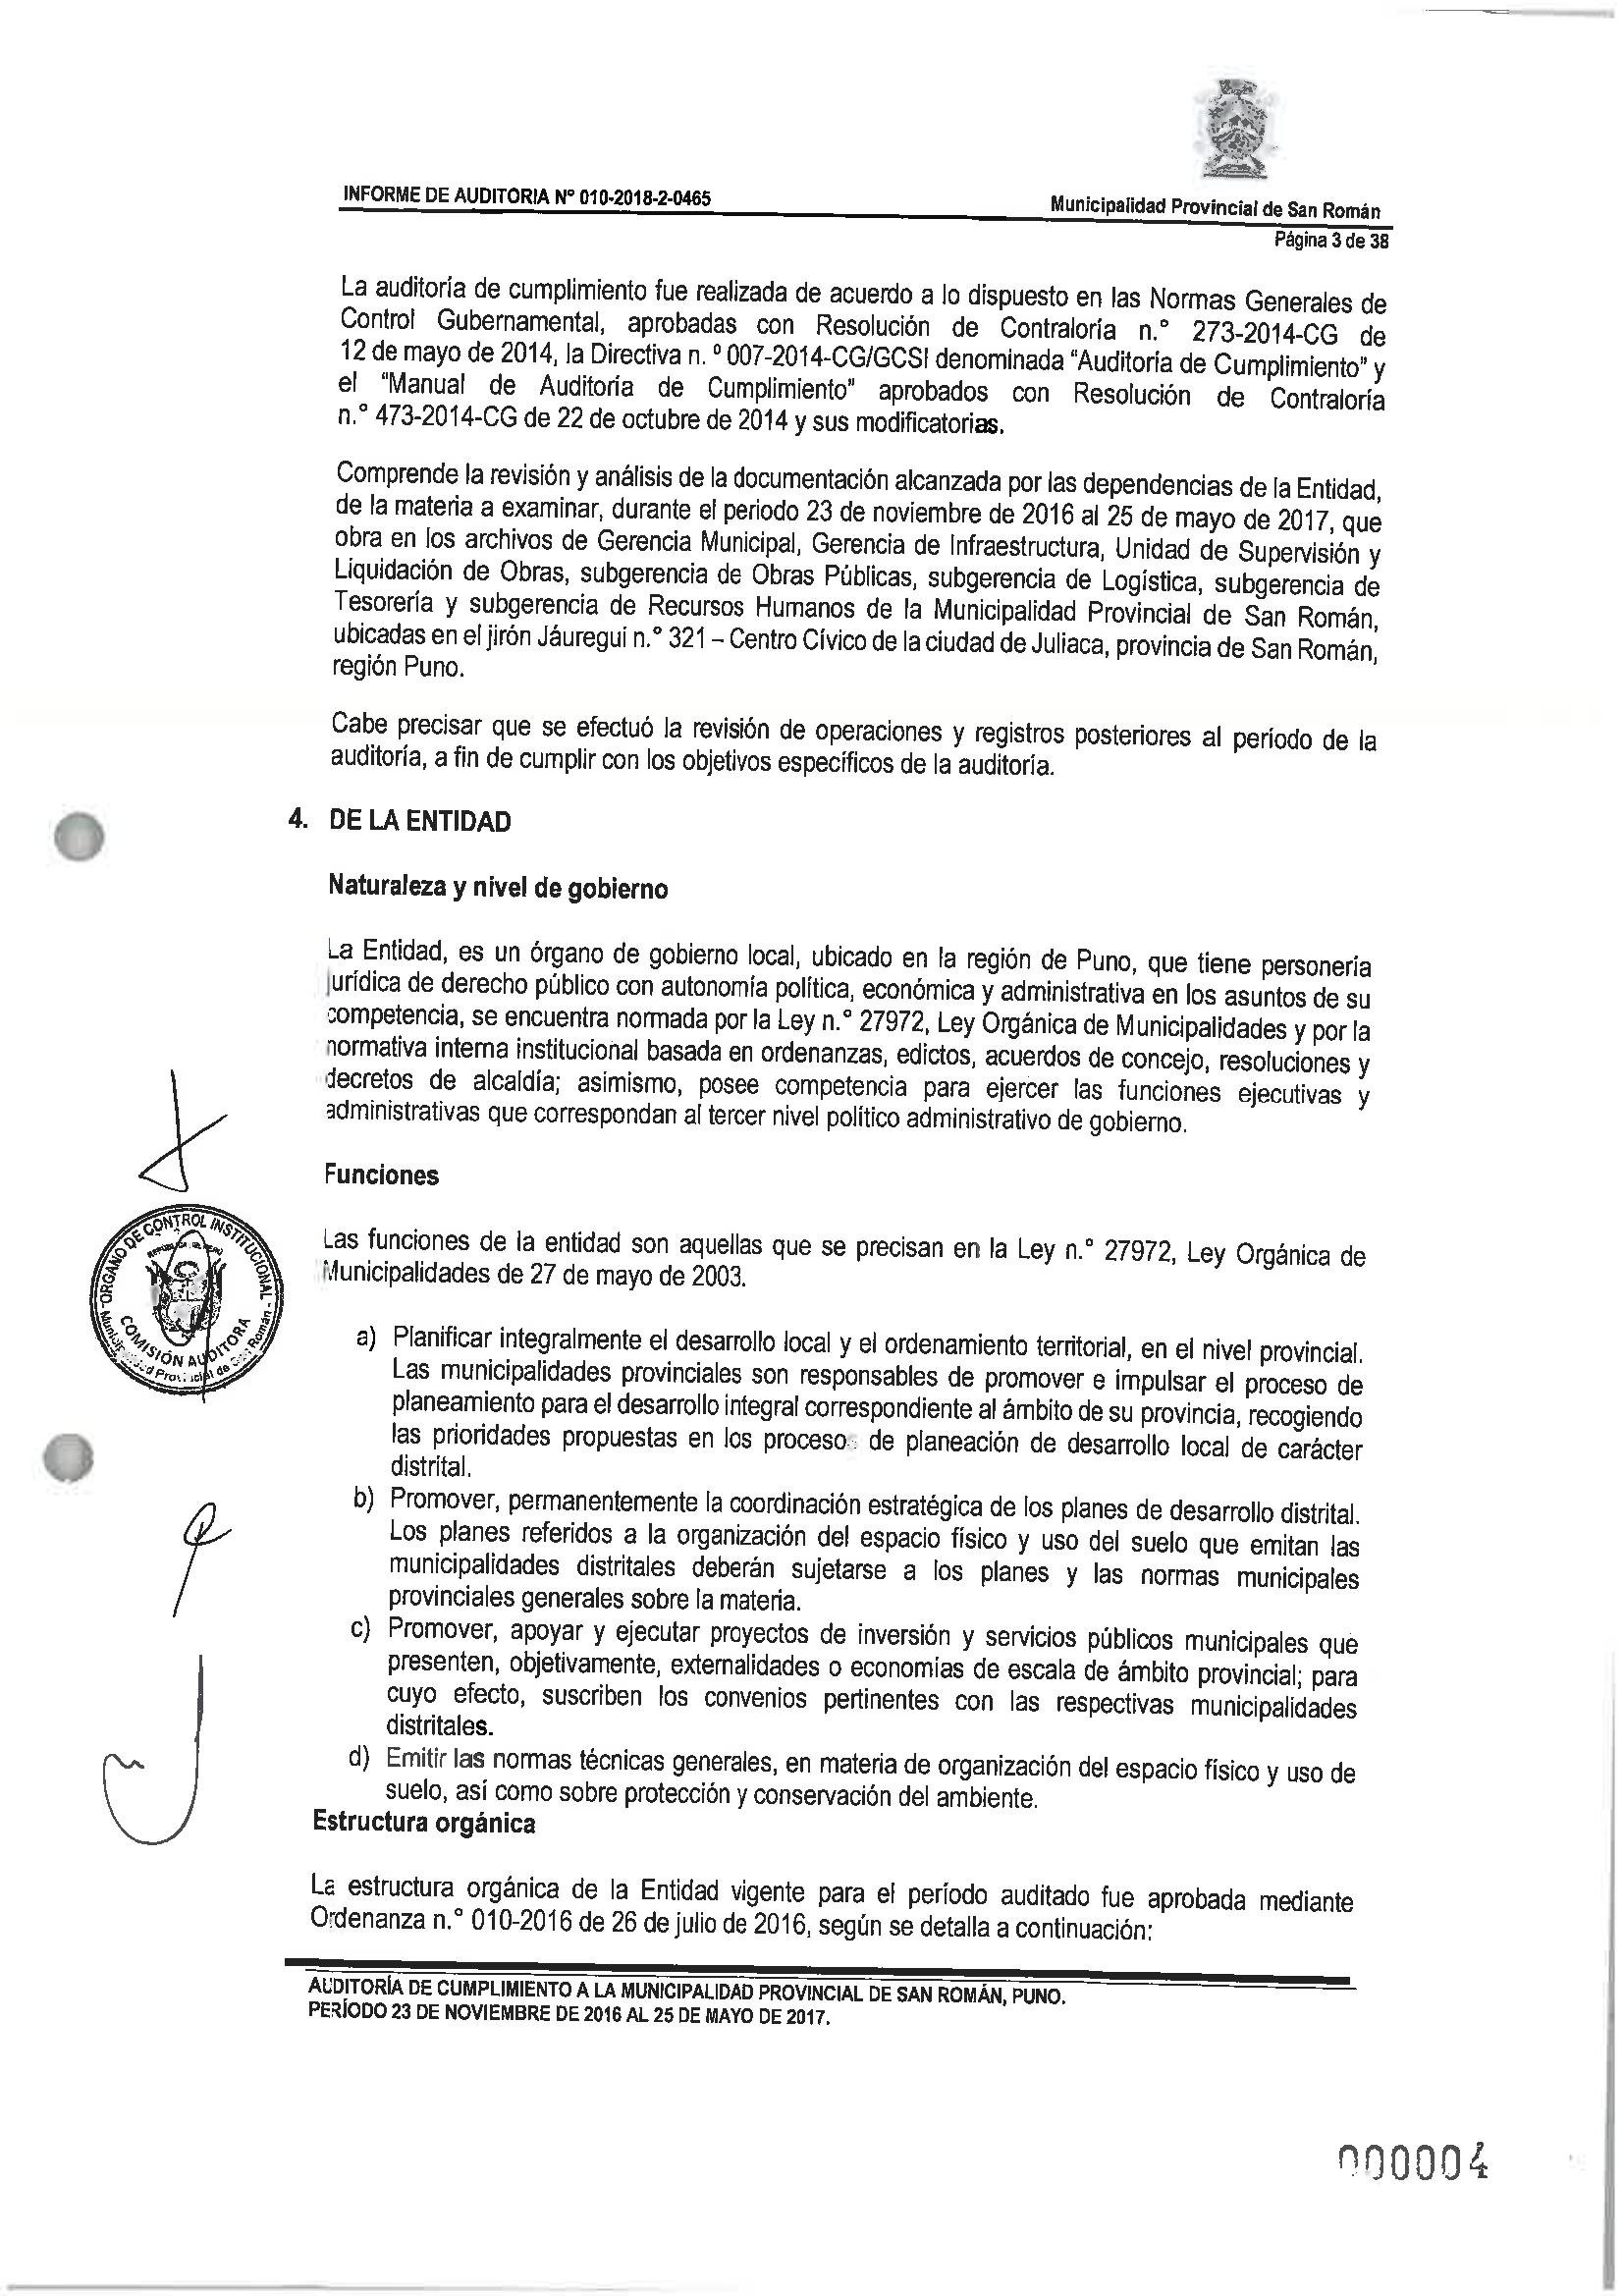 INFORME DE AUDITORIA Nº 010-2018-2-0465
Municipalidad Provincial de San Román
Página 3 de 38
La auditoría de cumplimiento fue realizada de acuerdo a lo dispuesto en las Normas Generales de
Control Gubernamental, aprobadas con Resolución de Contraloría n.° 273-2014-CG de
12 de mayo de 2014, la Directiva n. º 007-2014-CG/GCSI denominada "Auditoría de Cumplimiento" y
el "Manual de Auditoría de Cumplimiento" aprobados con Resolución de Contraloría
n.° 473-2014-CG de 22 de octubre de 2014 y sus modificatorias.
Comprende la revisión y análisis de la documentación alcanzada por las dependencias de la Entidad,
de la materia a examinar, durante el periodo 23 de noviembre de 2016 al 25 de mayo de 2017, que
obra en los archivos de Gerencia Municipal, Gerencia de Infraestructura, Unidad de Supervisión y
Liquidación de Obras, subgerencia de Obras Públicas, subgerencia de Logística, subgerencia de
Tesorería y subgerencia de Recursos Humanos de la Municipalidad Provincial de San Román,
ubicadas en el jirón Jáuregui n.° 321 – Centro Cívico de la ciudad de Juliaca, provincia de San Román,
región Puno.
Cabe precisar que se efectuó la revisión de operaciones y registros posteriores al período de la
auditoría, a fin de cumplir con los objetivos específicos de la auditoría.
4. DE LA ENTIDAD
Naturaleza y nivel de gobierno
La Entidad, es un órgano de gobierno local, ubicado en la región de Puno, que tiene personería
jurídica de derecho público con autonomía política, económica y administrativa en los asuntos de su
competencia, se encuentra normada por la Ley n.° 27972, Ley Orgánica de Municipalidades y por la
normativa interna institucional basada en ordenanzas, edictos, acuerdos de concejo, resoluciones y
decretos de alcaldía; asimismo, posee competencia para ejercer las funciones ejecutivas y
administrativas que correspondan al tercer nivel político administrativo de gobierno.
Funciones
Las funciones de la entidad son aquellas que se precisan en la Ley n.° 27972, Ley Orgánica de
Municipalidades de 27 de mayo de 2003.
a) Planificar integralmente el desarrollo local y el ordenamiento territorial, en el nivel provincial.
Las municipalidades provinciales son responsables de promover e impulsar el proceso de
planeamiento para el desarrollo integral correspondiente al ámbito de su provincia, recogiendo
las prioridades propuestas en los procesos de planeación de desarrollo local de carácter
distrital.
b) Promover, permanentemente la coordinación estratégica de los planes de desarrollo distrital.
Los planes referidos a la organización del espacio físico y uso del suelo que emitan las
municipalidades distritales deberán sujetarse a los planes y las normas municipales
provinciales generales sobre la materia.
c) Promover, apoyar y ejecutar proyectos de inversión y servicios públicos municipales que
presenten, objetivamente, externalidades o economías de escala de ámbito provincial; para
cuyo efecto, suscriben los convenios pertinentes con las respectivas municipalidades
distritales.
d) Emitir las normas técnicas generales, en materia de organización del espacio físico y uso de
suelo, así como sobre protección y conservación del ambiente.
Estructura orgánica
La estructura orgánica de la Entidad vigente para el período auditado fue aprobada mediante
Ordenanza n.° 010-2016 de 26 de julio de 2016, según se detalla a continuación:
ORGANO DE CONTROL INSTITUCIONAL
REPÚBLICA DEL PERÚ
COMISIÓN AUDITORA
Municipalidad Provincial de San Román
AUDITORÍA DE CUMPLIMIENTO A LA MUNICIPALIDAD PROVINCIAL DE SAN ROMÁN, PUNO.
PERÍODO 23 DE NOVIEMBRE DE 2016 AL 25 DE MAYO DE 2017.
000004